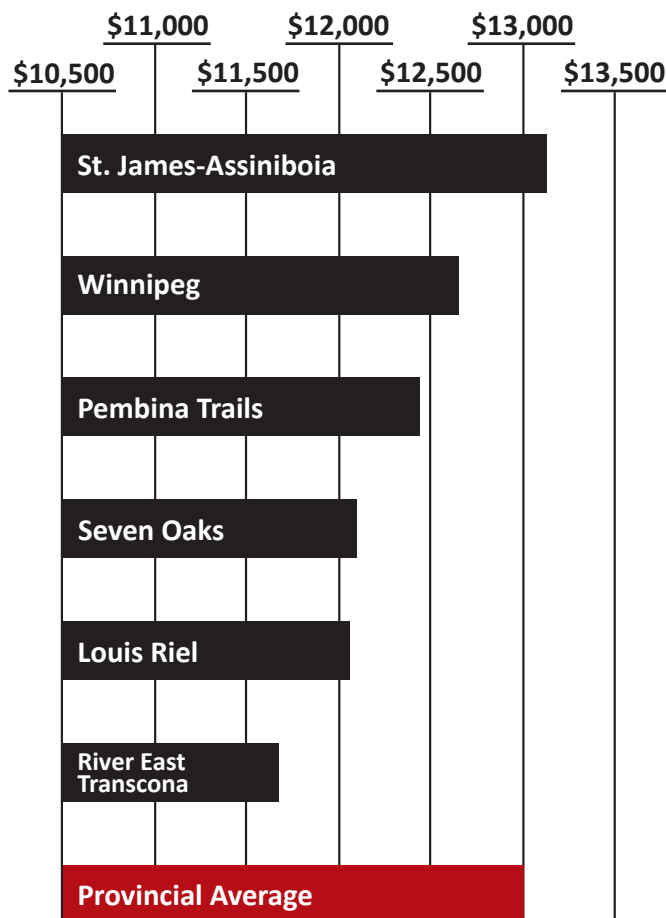 $11,000 $12,000 $13,000
$10,500 $11,500 $12,500 $13,500
St. James-Assiniboia
Winnipeg
Pembina Trails
Seven Oaks
Louis Riel
River East
Transcona
Provincial Average